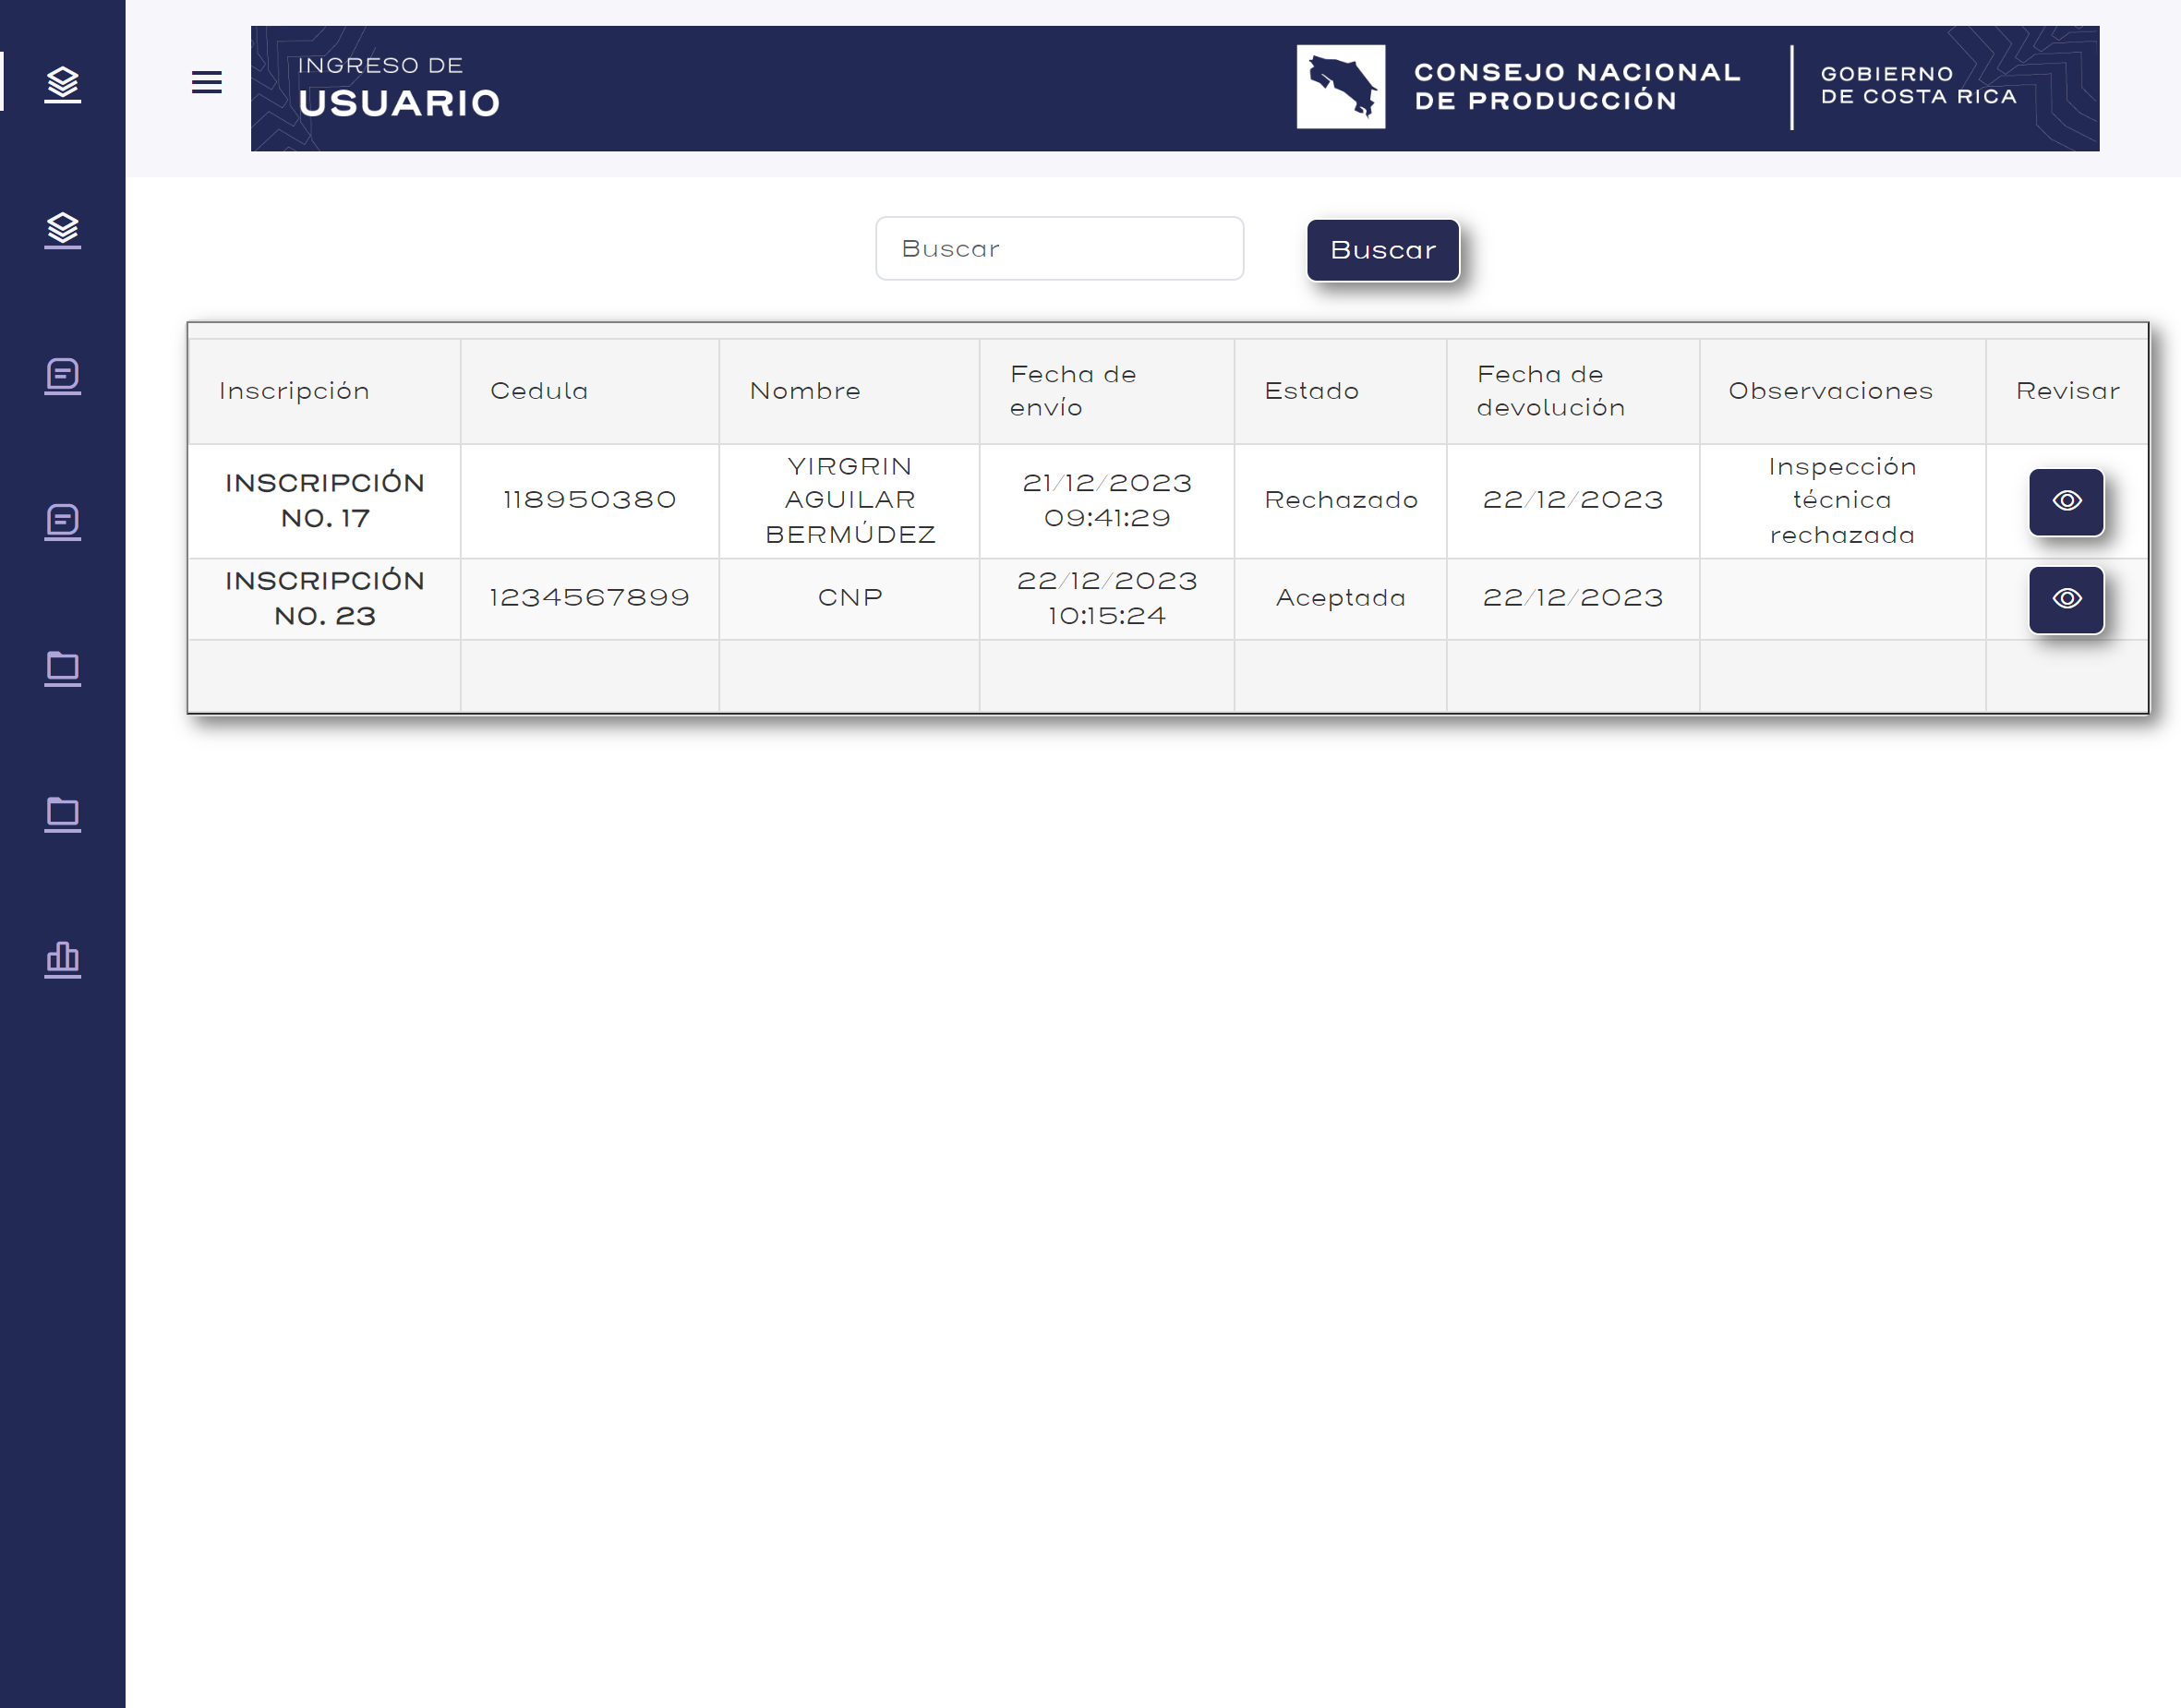 INGRESO DE
USUARIO
CONSEJO NACIONAL
DE PRODUCCIÓN
GOBIERNO
DE COSTA RICA
Buscar
Buscar
Inscripción
Cedula
Nombre
Fecha de
envío
Estado
Fecha de
devolución
Observaciones
Revisar
INSCRIPCIÓN
NO. 17
118950380
YIRGRIN
AGUILAR
BERMÚDEZ
21/12/2023
09:41:29
Rechazado
22/12/2023
Inspección
técnica
rechazada
INSCRIPCIÓN
NO. 23
1234567899
CNP
22/12/2023
10:15:24
Aceptada
22/12/2023